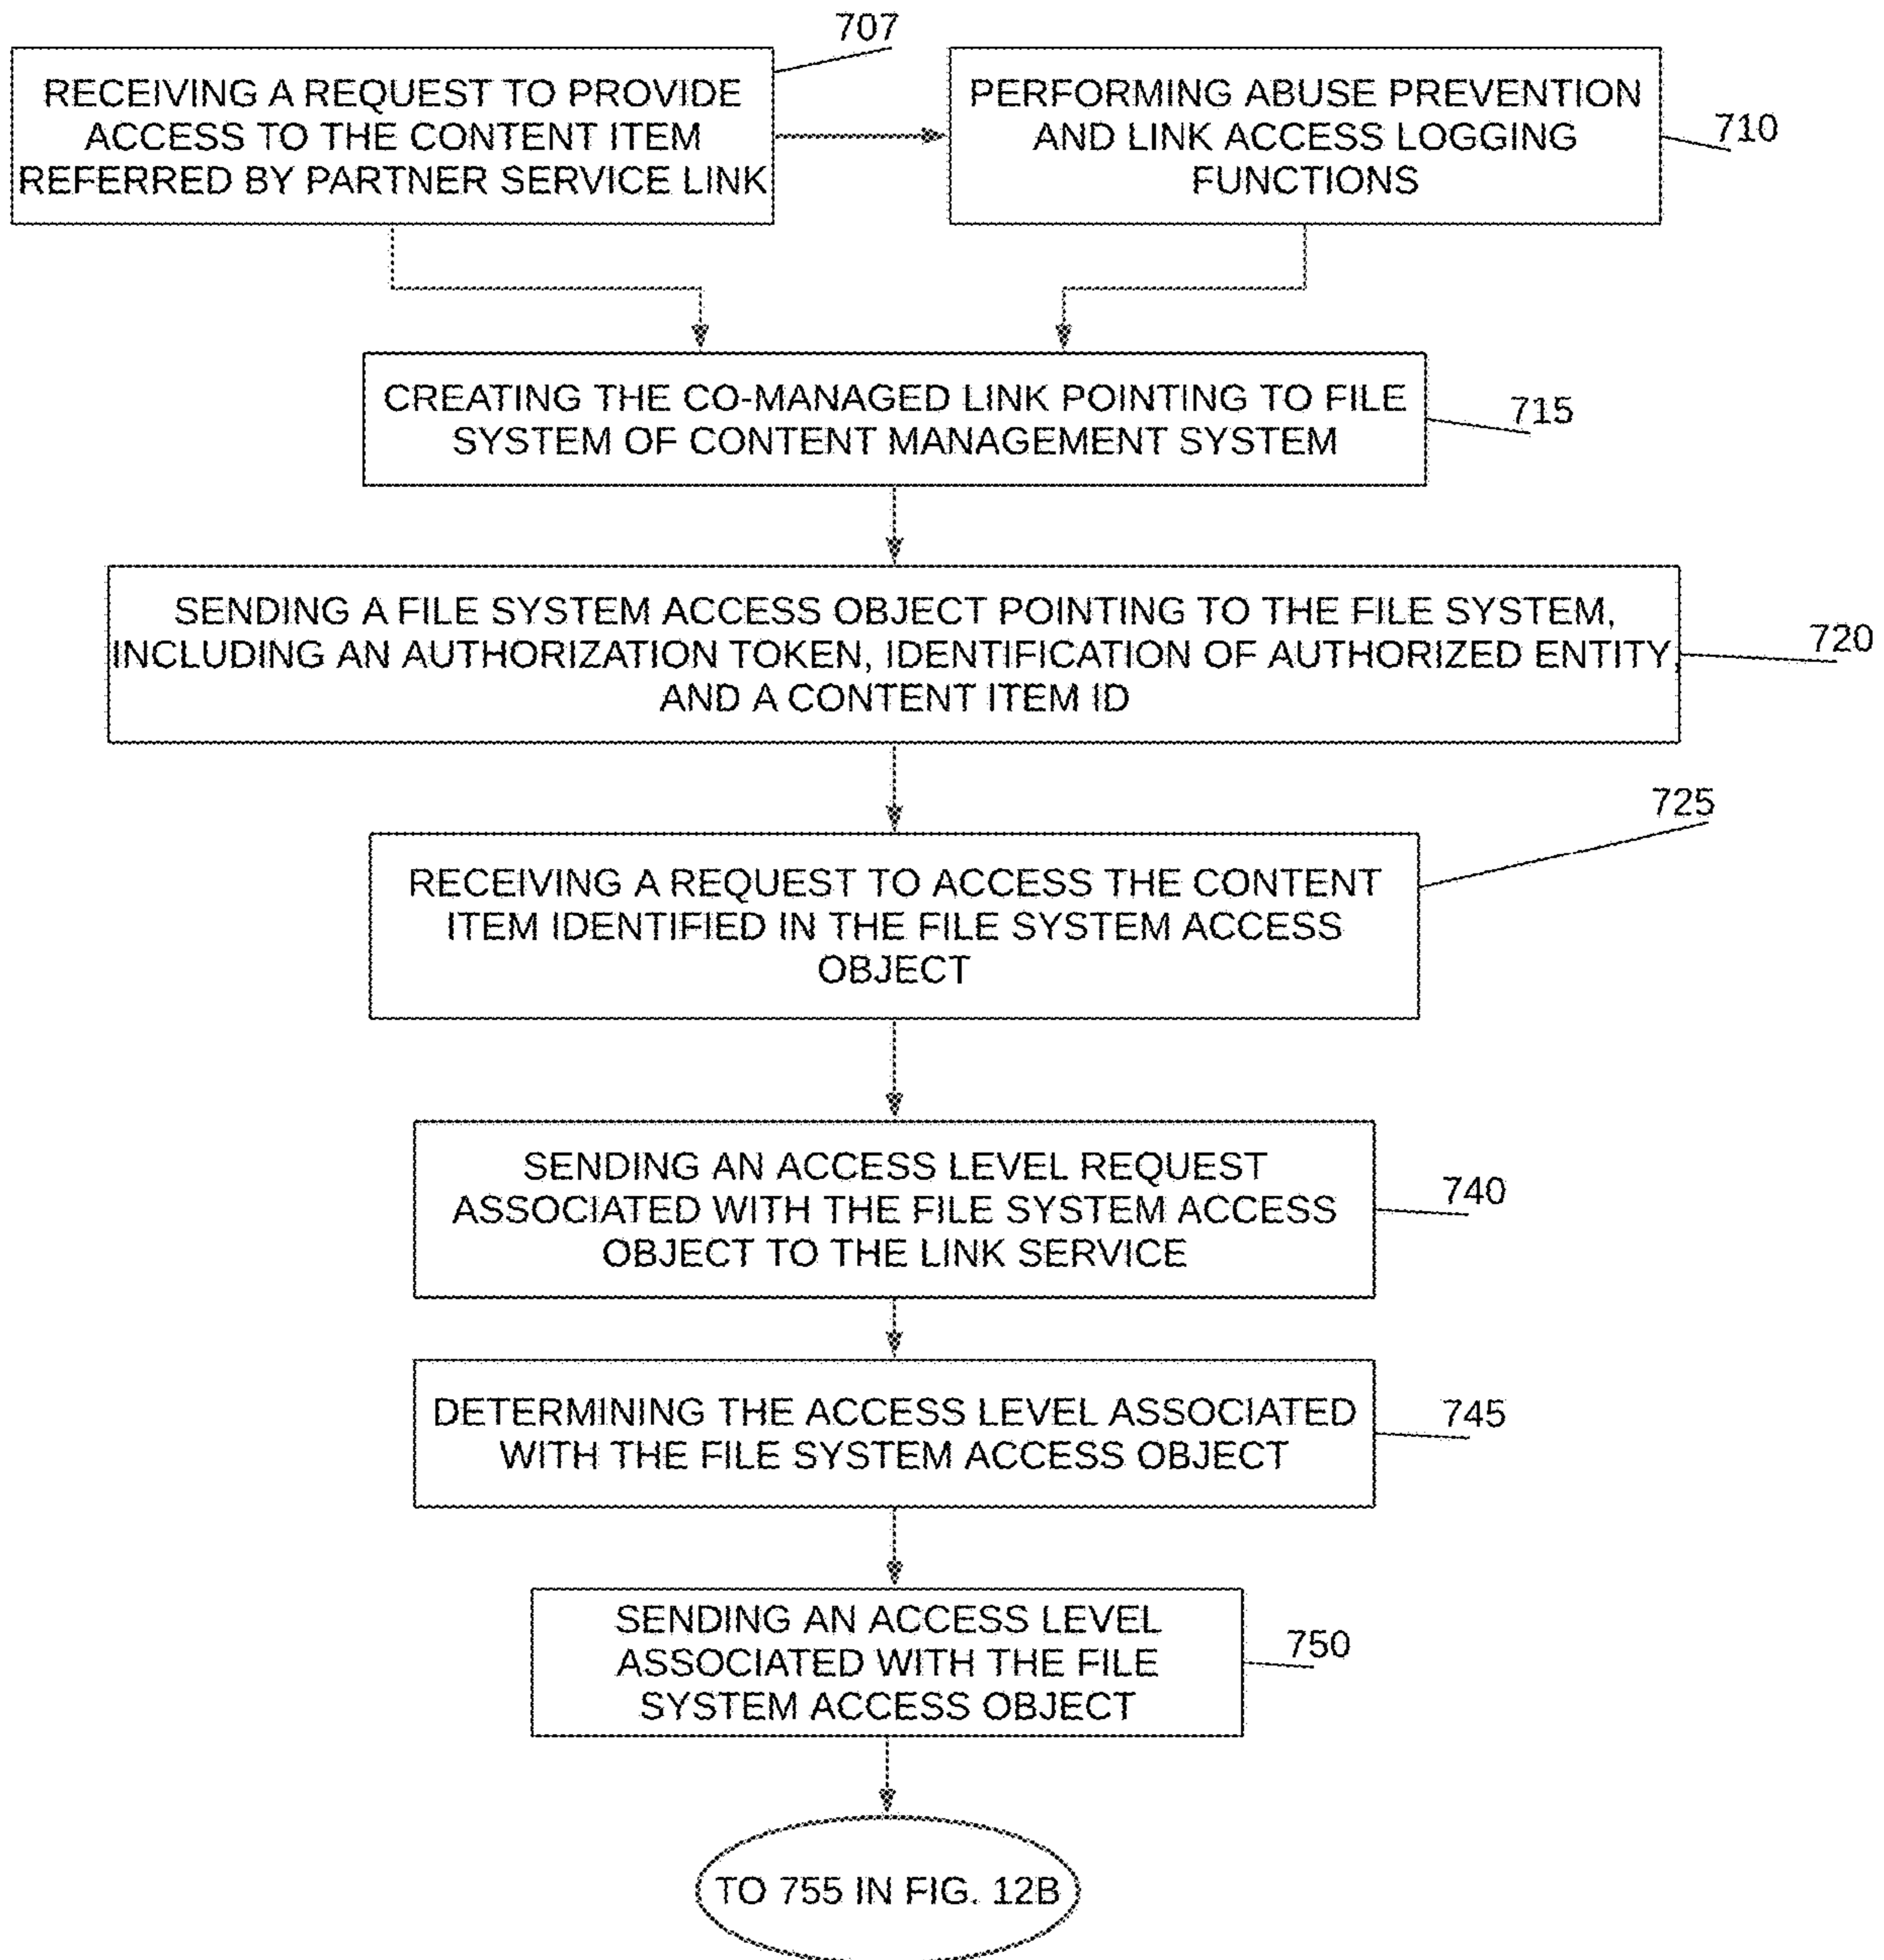 707
RECEIVING A REQUEST TO PROVIDE
ACCESS TO THE CONTENT ITEM
REFERRED BY PARTNER SERVICE LINK
PERFORMING ABUSE PREVENTION
AND LINK ACCESS LOGGING
FUNCTIONS
710
CREATING THE CO-MANAGED LINK POINTING TO FILE
SYSTEM OF CONTENT MANAGEMENT SYSTEM
715
SENDING A FILE SYSTEM ACCESS OBJECT POINTING TO THE FILE SYSTEM,
INCLUDING AN AUTHORIZATION TOKEN, IDENTIFICATION OF AUTHORIZED ENTITY,
AND A CONTENT ITEM ID
720
725
RECEIVING A REQUEST TO ACCESS THE CONTENT
ITEM IDENTIFIED IN THE FILE SYSTEM ACCESS
OBJECT
SENDING AN ACCESS LEVEL REQUEST
ASSOCIATED WITH THE FILE SYSTEM ACCESS
OBJECT TO THE LINK SERVICE
740
DETERMINING THE ACCESS LEVEL ASSOCIATED
WITH THE FILE SYSTEM ACCESS OBJECT
745
SENDING AN ACCESS LEVEL
ASSOCIATED WITH THE FILE
SYSTEM ACCESS OBJECT
750
TO 755 IN FIG. 12B